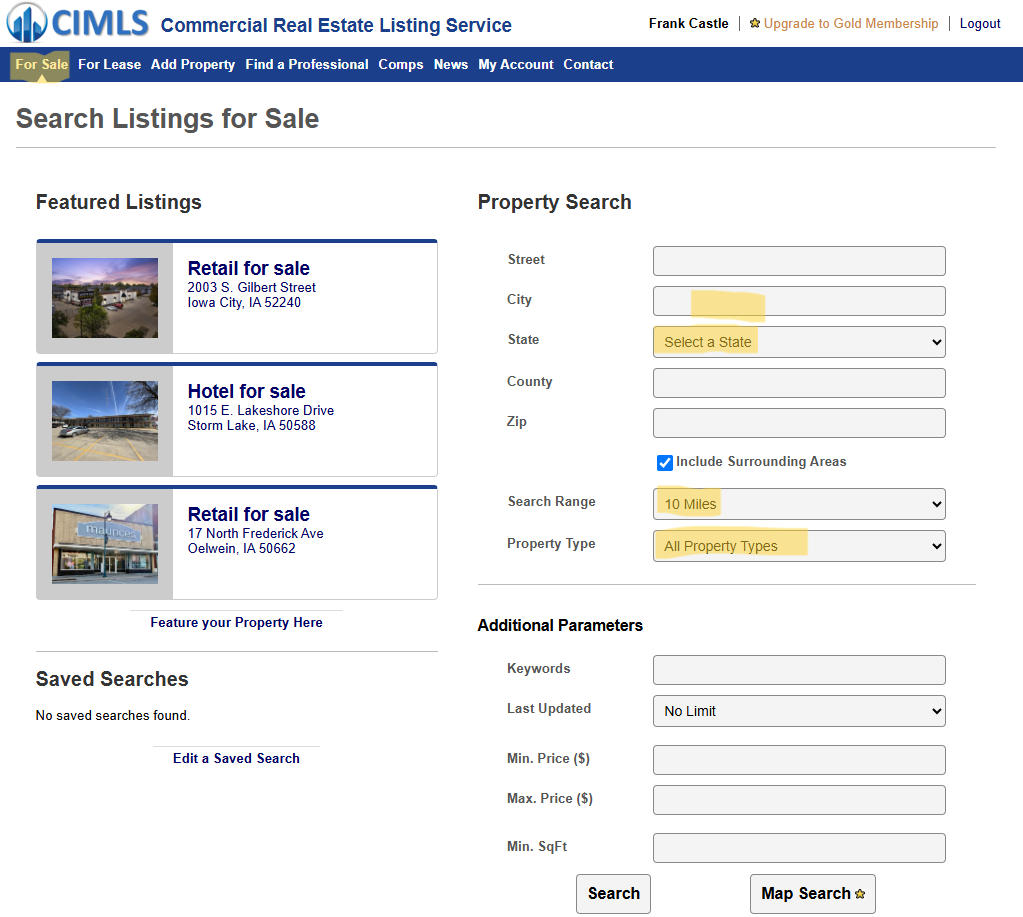 CIMLS Commercial Real Estate Listing Service
Frank Castle | Upgrade to Gold Membership | Logout
For Sale For Lease Add Property Find a Professional Comps News My Account Contact
Search Listings for Sale
Featured Listings
Retail for sale
2003 S. Gilbert Street
Iowa City, IA 52240
Hotel for sale
1015 E. Lakeshore Drive
Storm Lake, IA 50588
maurices
Retail for sale
17 North Frederick Ave
Oelwein, IA 50662
Feature your Property Here
Saved Searches
No saved searches found.
Edit a Saved Search
Property Search
Street
City
State Select a State
County
Zip
Include Surrounding Areas
Search Range 10 Miles
Property Type All Property Types
Additional Parameters
Keywords
Last Updated No Limit
Min. Price ($)
Max. Price ($)
Min. SqFt
Search Map Search